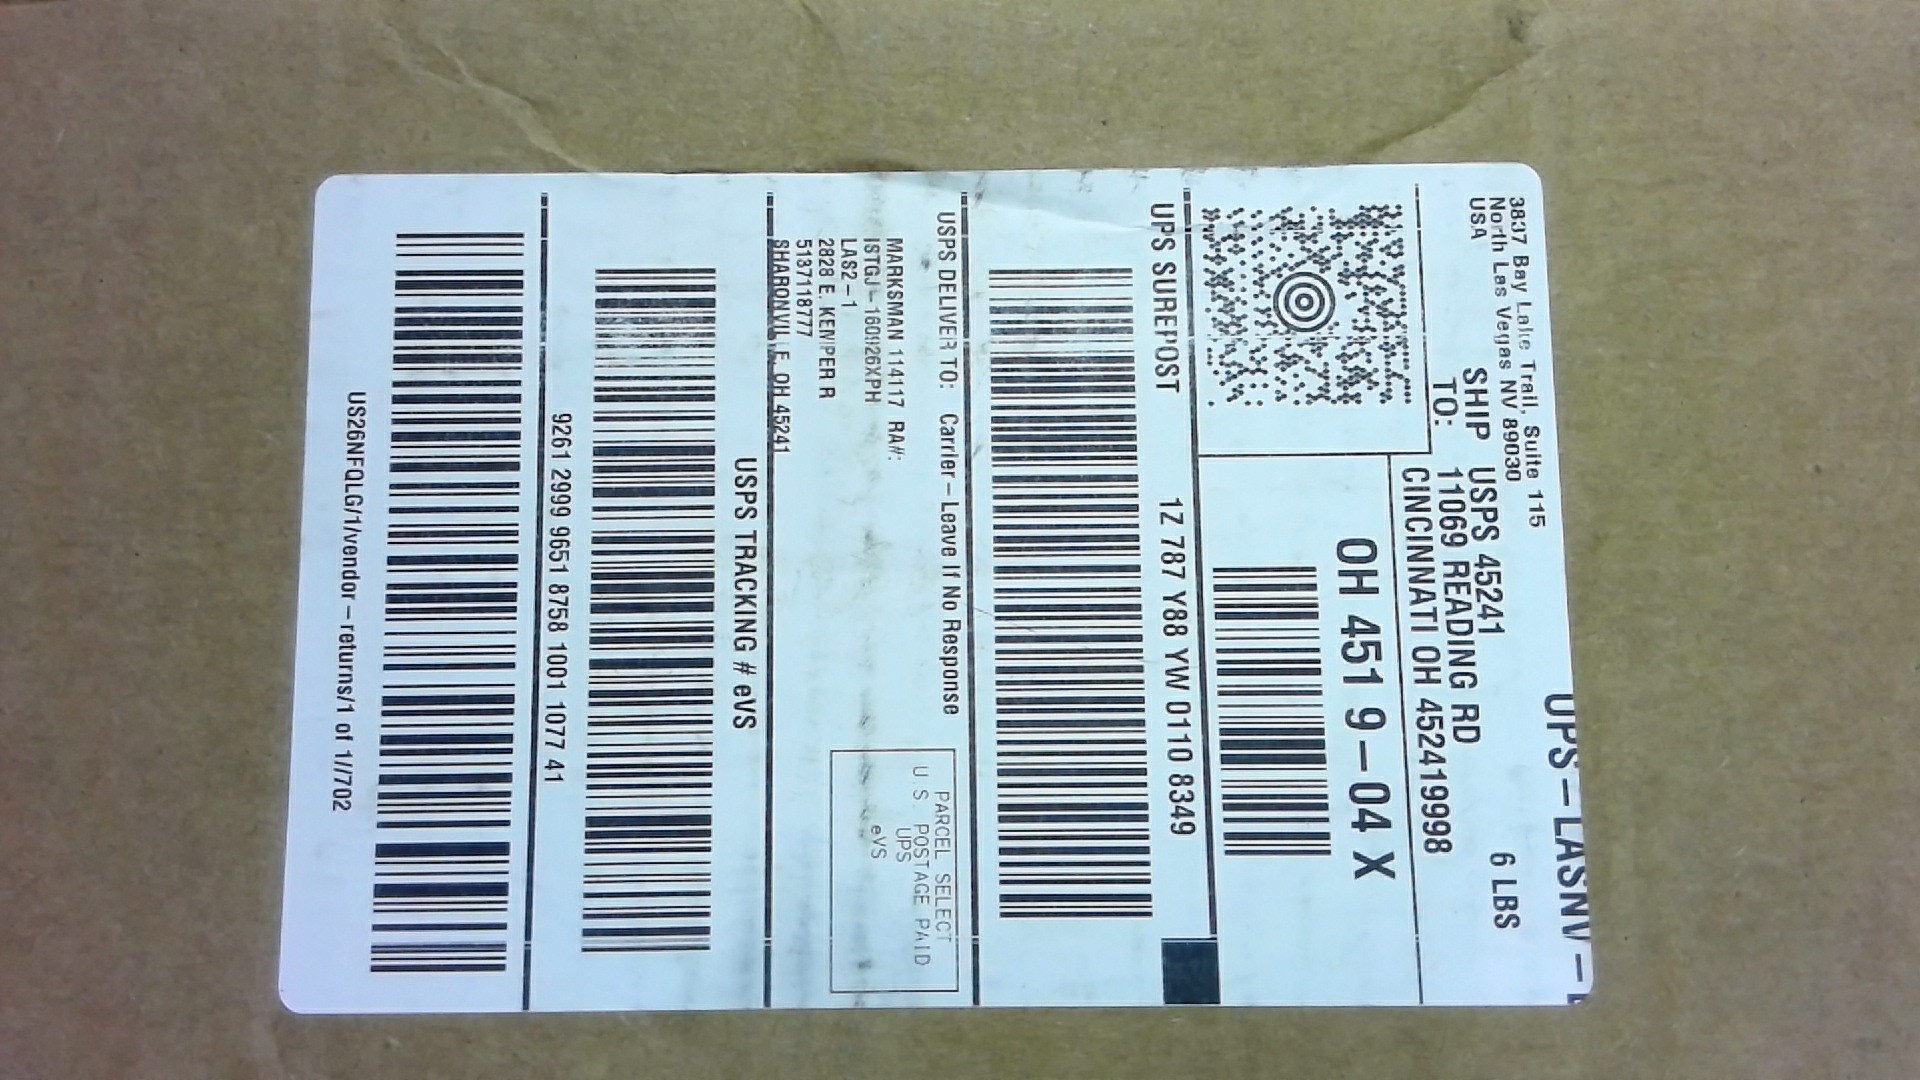 3837 Bay Lake Trail, Suite 115
North Las Vegas NV 89030
USA
6 LBS
SHIP
TO:
USPS 45241
11069 READING RD
CINCINNATI OH 452419998
OH 451 9-04 X
UPS SUREPOST
1Z 787 Y88 YW 0110 8349
USPS DELIVER TO: Carrier-Leave If No Response
MARKSMAN 114117 RA#:
LAS2-1
2828 E. KEMPER R
5137118777
SHARONVILLE OH 45241
PARCEL SELECT
U.S. POSTAGE PAID
UPS
eVS
USPS TRACKING # eVS
9261 2999 9651 8758 1001 1077 41
US26NFQLG/1/vendor-returns/1 of 1//702